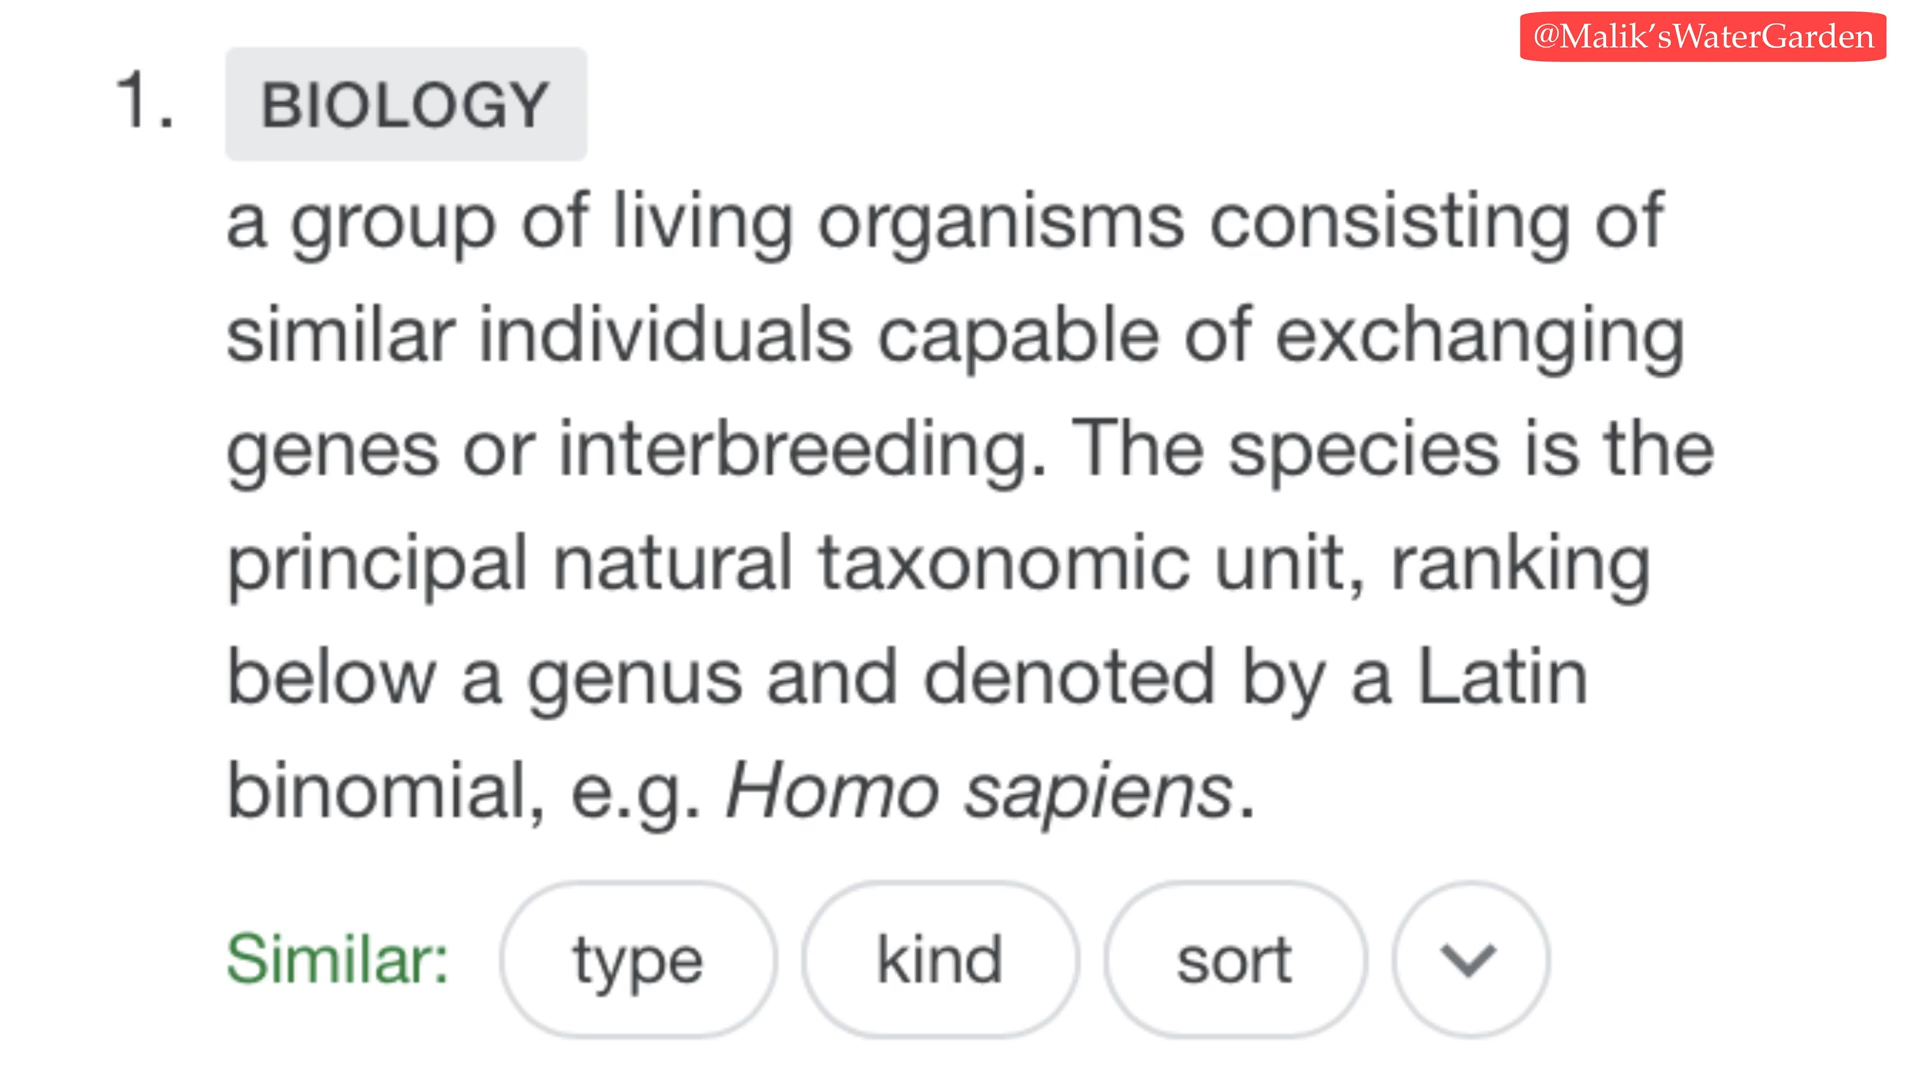 @Malik'sWaterGarden
1. BIOLOGY
a group of living organisms consisting of
similar individuals capable of exchanging
genes or interbreeding. The species is the
principal natural taxonomic unit, ranking
below a genus and denoted by a Latin
binomial, e.g. Homo sapiens.
Similar: type kind sort